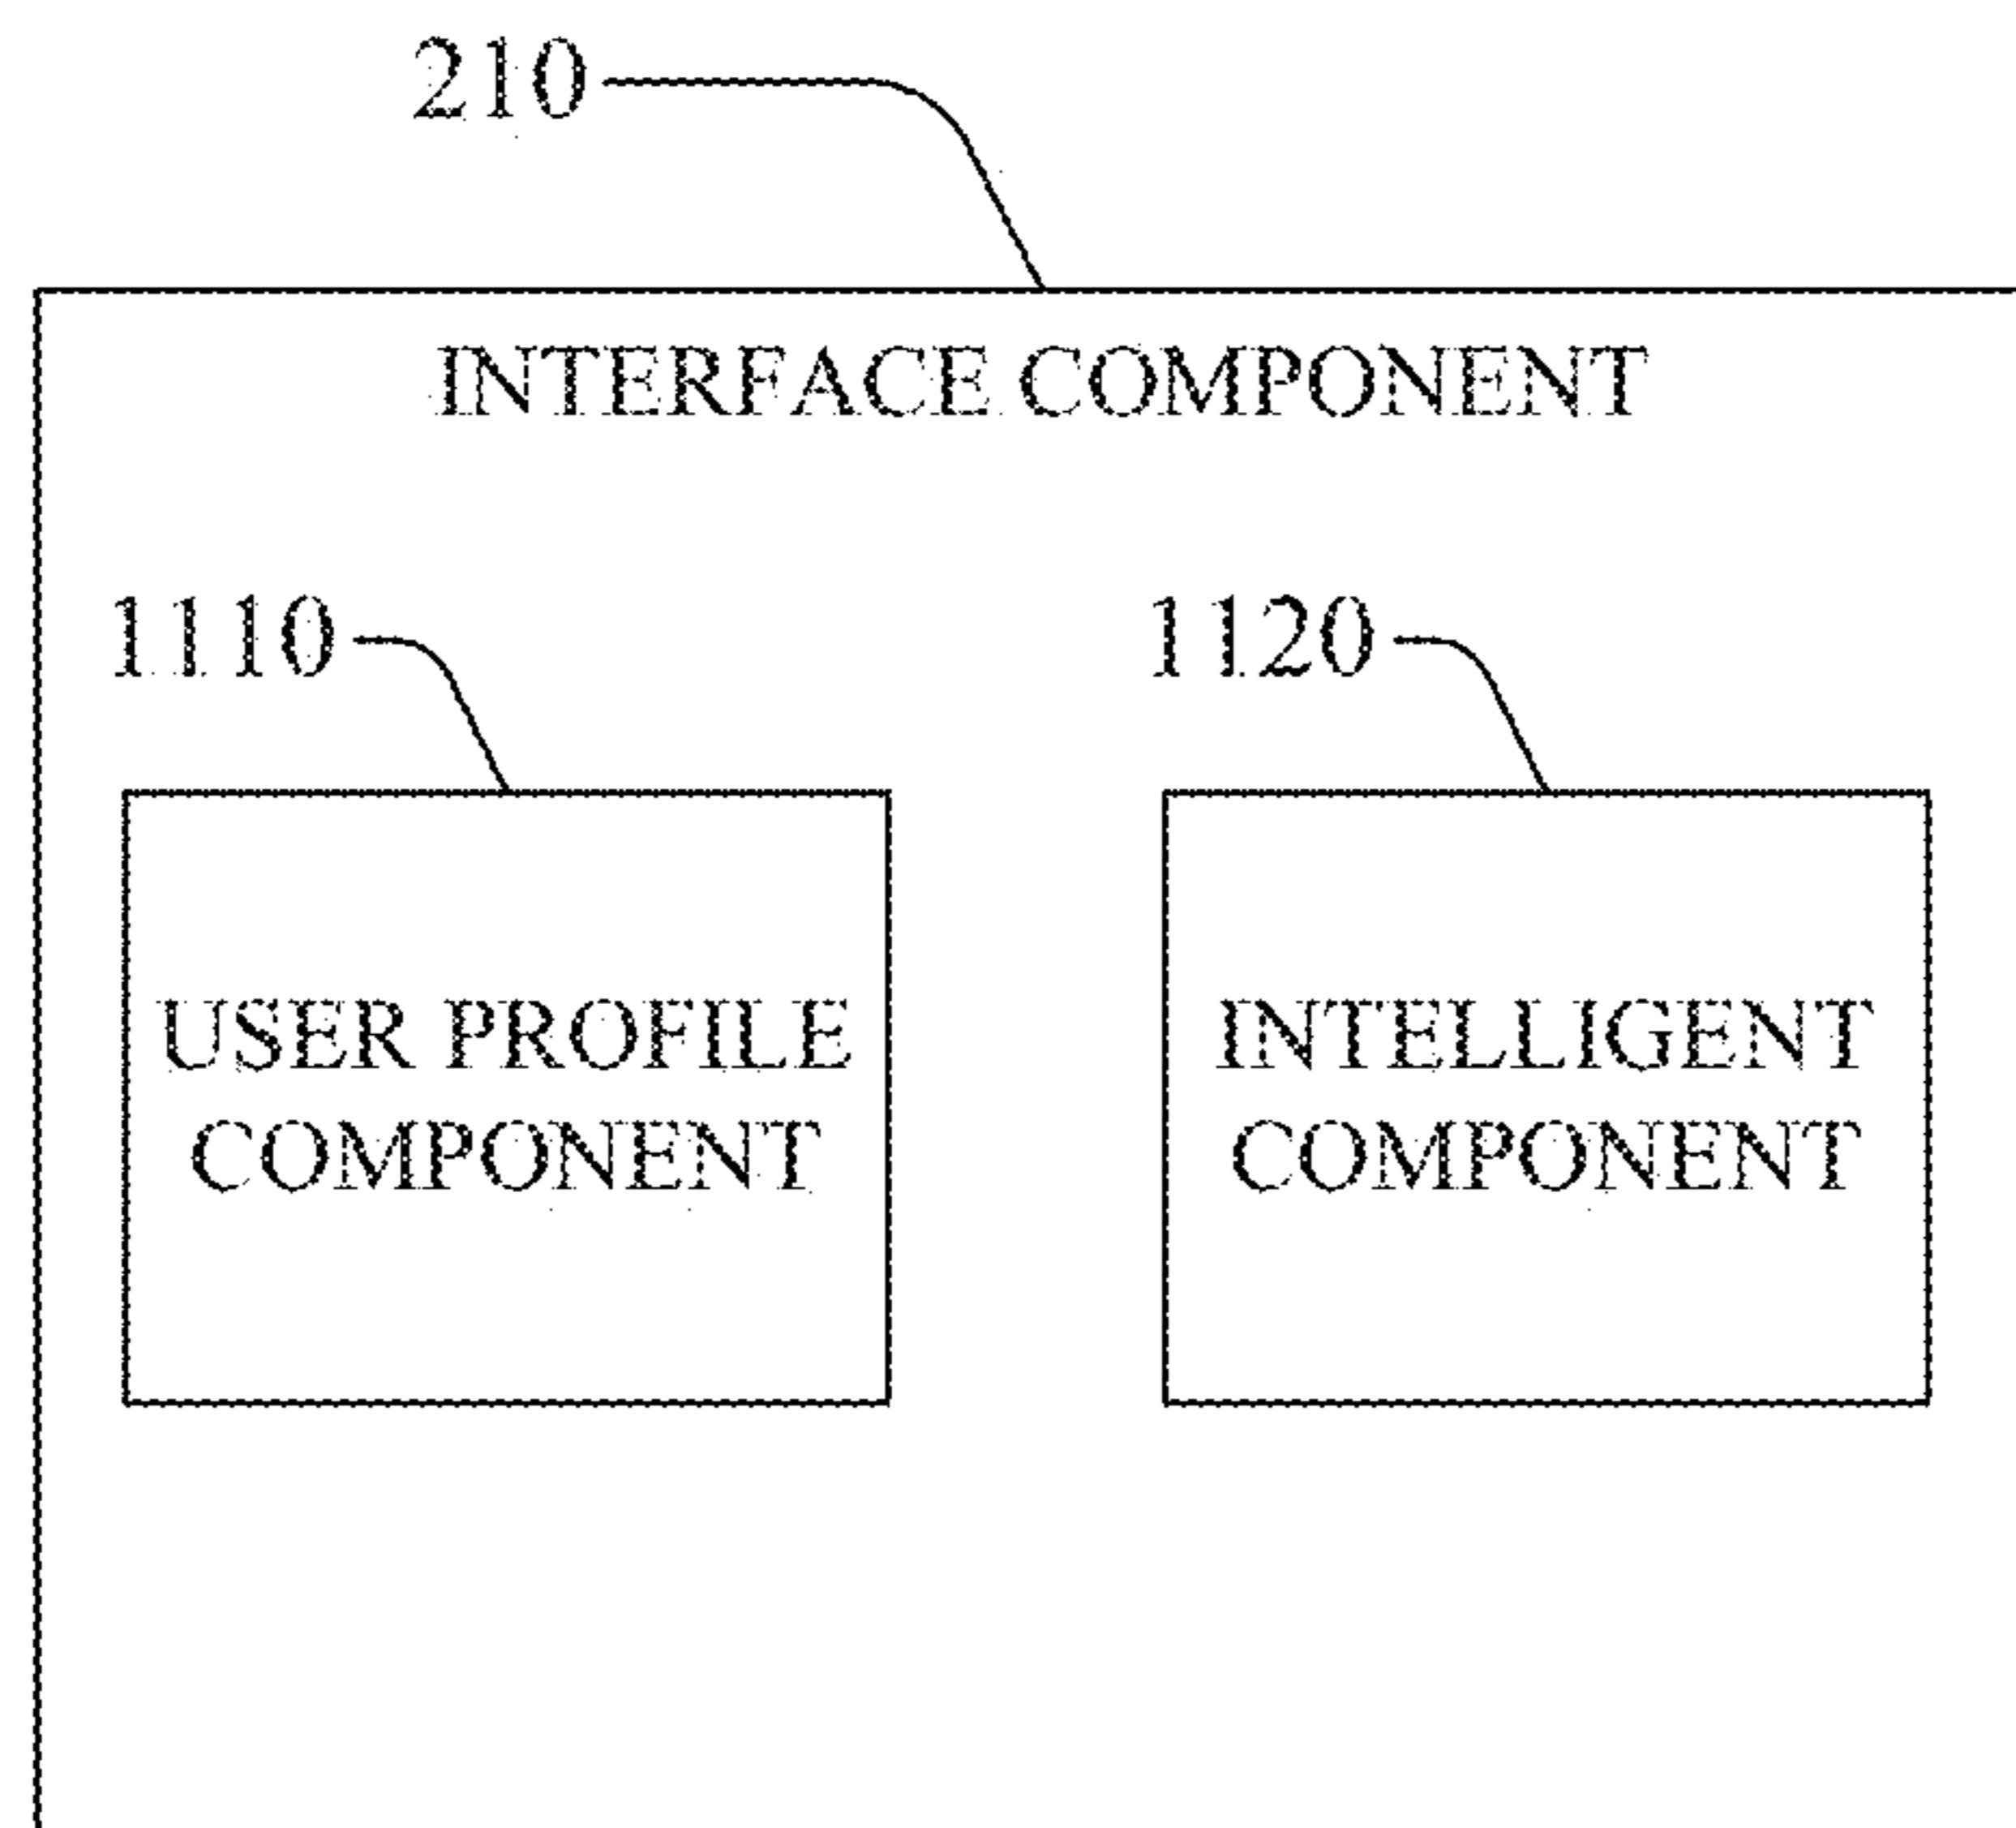 210
INTERFACE COMPONENT
1110
1120
USER PROFILE
COMPONENT
INTELLIGENT
COMPONENT